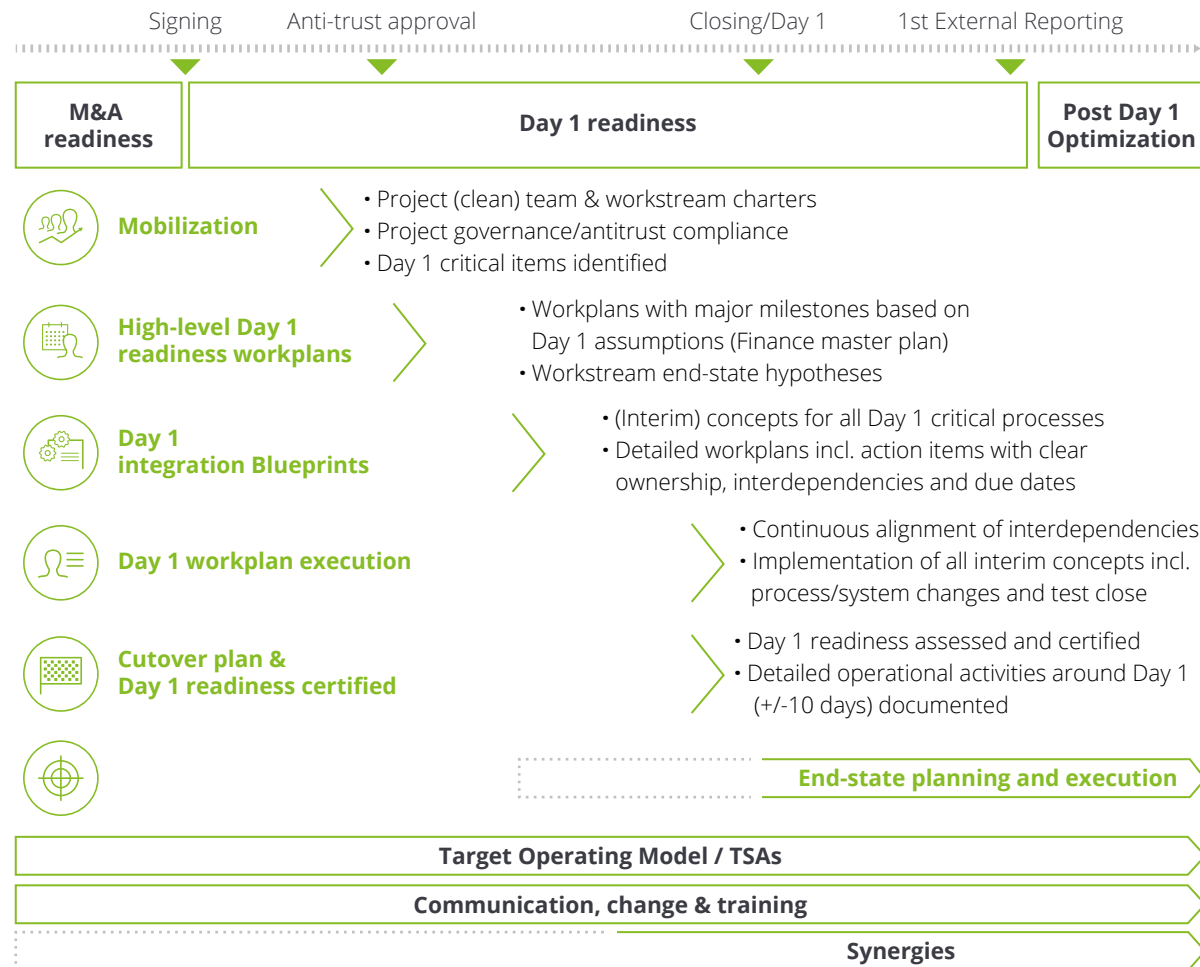 Signing
Anti-trust approval
Closing/Day 1
1st External Reporting
M&A
readiness
Day 1 readiness
Post Day 1
Optimization
Mobilization
• Project (clean) team & workstream charters
• Project governance/antitrust compliance
• Day 1 critical items identified
High-level Day 1
readiness workplans
• Workplans with major milestones based on
Day 1 assumptions (Finance master plan)
• Workstream end-state hypotheses
Day 1
integration Blueprints
• (Interim) concepts for all Day 1 critical processes
• Detailed workplans incl. action items with clear
ownership, interdependencies and due dates
Day 1 workplan execution
• Continuous alignment of interdependencies
• Implementation of all interim concepts incl.
process/system changes and test close
Cutover plan &
Day 1 readiness certified
• Day 1 readiness assessed and certified
• Detailed operational activities around Day 1
(+/-10 days) documented
End-state planning and execution
Target Operating Model / TSAs
Communication, change & training
Synergies